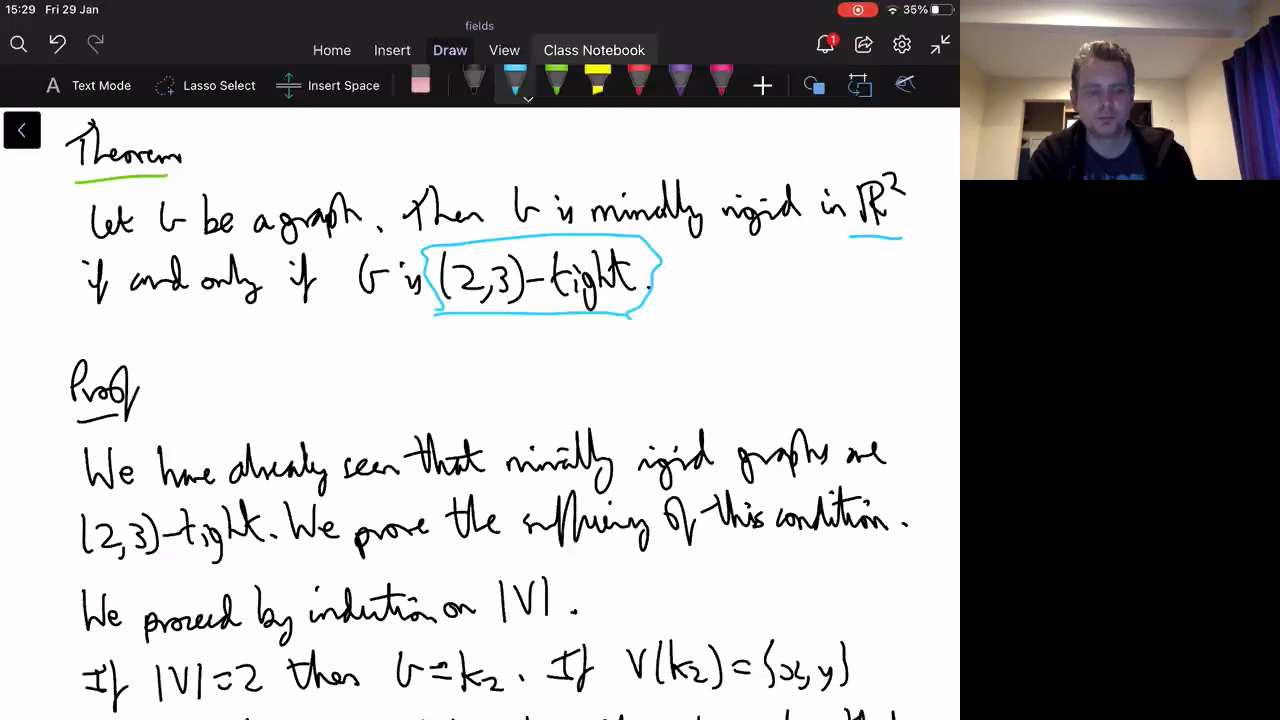 15:29 Fri 29 Jan
35%
fields
Home Insert Draw View Class Notebook
1
Text Mode Lasso Select Insert Space
Theorem
Let G be a graph. Then G is minimally rigid in ℝ²
if and only if G is (2,3)-tight.
Proof
We have already seen that minimally rigid graphs are
(2,3)-tight. We prove the sufficiency of this condition.
We proceed by induction on |V|.
If |V|=2 then G=K₂. If V(K₂)={x,y}